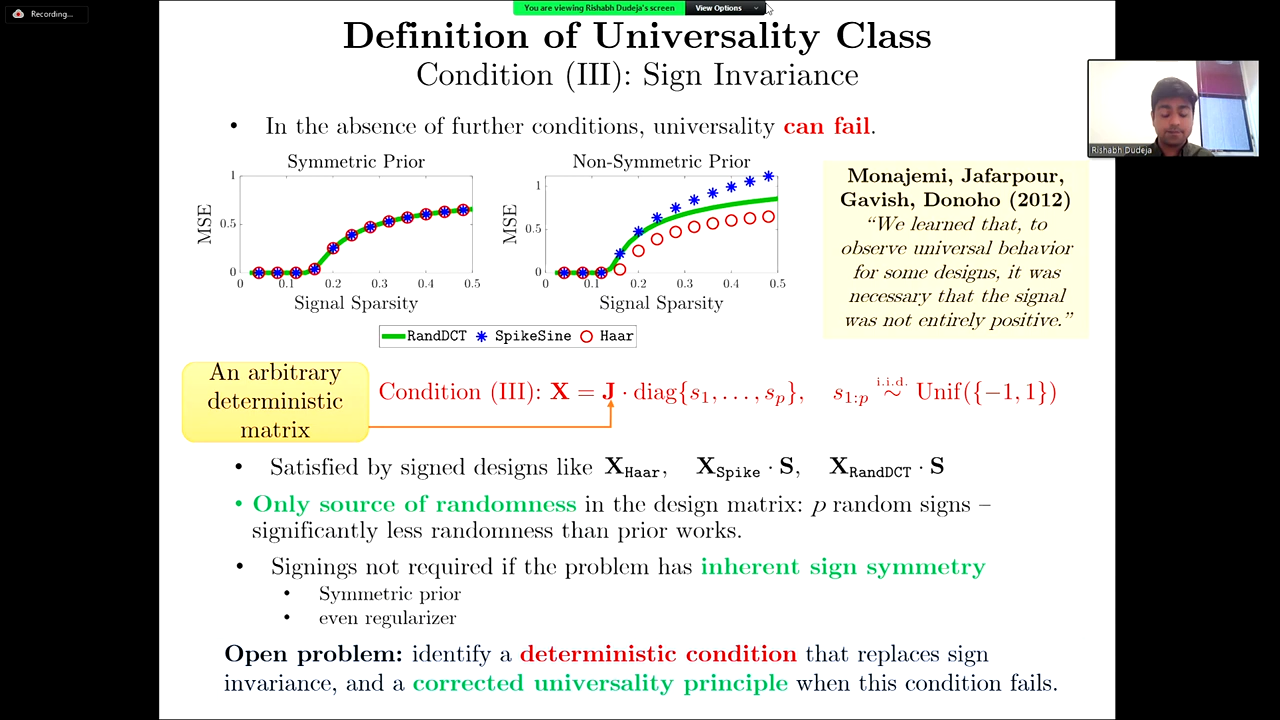 Recording...
You are viewing Rishabh Dudeja's screen
View Options
Definition of Universality Class
Condition (III): Sign Invariance
• In the absence of further conditions, universality can fail.
Symmetric Prior
MSE
1
0.5
0
0 0.1 0.2 0.3 0.4 0.5
Signal Sparsity
Non-Symmetric Prior
MSE
1
0.5
0
0 0.1 0.2 0.3 0.4 0.5
Signal Sparsity
RandDCT SpikeSine Haar
Monajemi, Jafarpour,
Gavish, Donoho (2012)
“We learned that, to
observe universal behavior
for some designs, it was
necessary that the signal
was not entirely positive.”
Rishabh Dudeja
An arbitrary
deterministic
matrix
Condition (III): X = J · diag{s₁, . . . , sₚ}, s₁:ₚ i.i.d. ∼ Unif({−1, 1})
• Satisfied by signed designs like X_Haar, X_Spike · S, X_RandDCT · S
• Only source of randomness in the design matrix: p random signs –
significantly less randomness than prior works.
• Signings not required if the problem has inherent sign symmetry
• Symmetric prior
• even regularizer
Open problem: identify a deterministic condition that replaces sign
invariance, and a corrected universality principle when this condition fails.